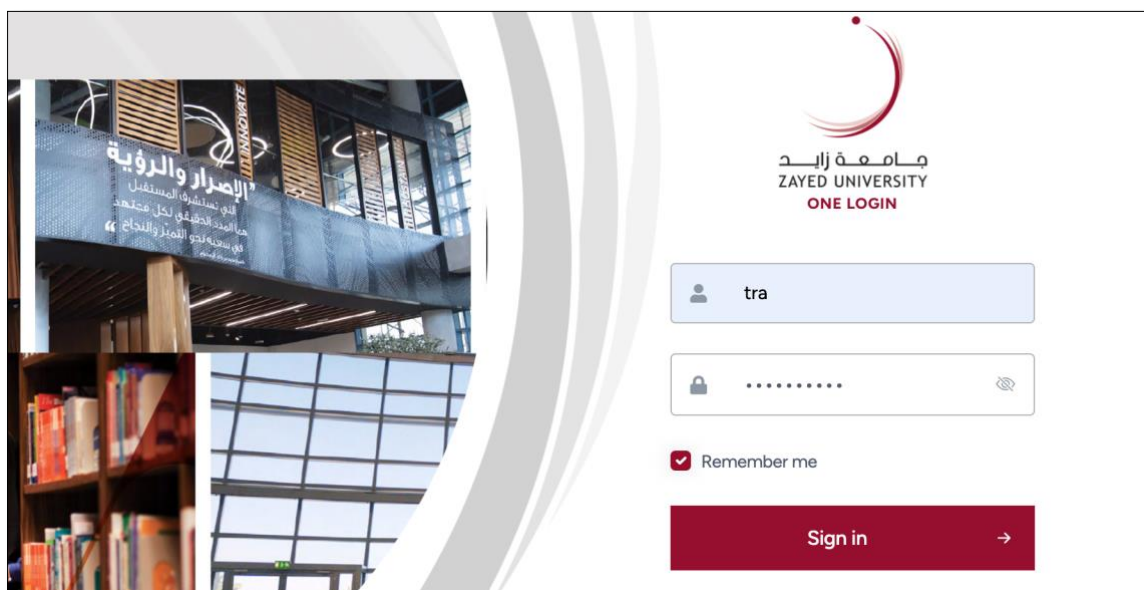 INNOVATE
"الإصرار والرؤية
التي تستشرف المستقبل
هما المدد الحقيقي لكل مجتهد
في سعيه نحو التميز والنجاح "
جامعة زايد
ZAYED UNIVERSITY
ONE LOGIN
tra
••••••••••
Remember me
Sign in